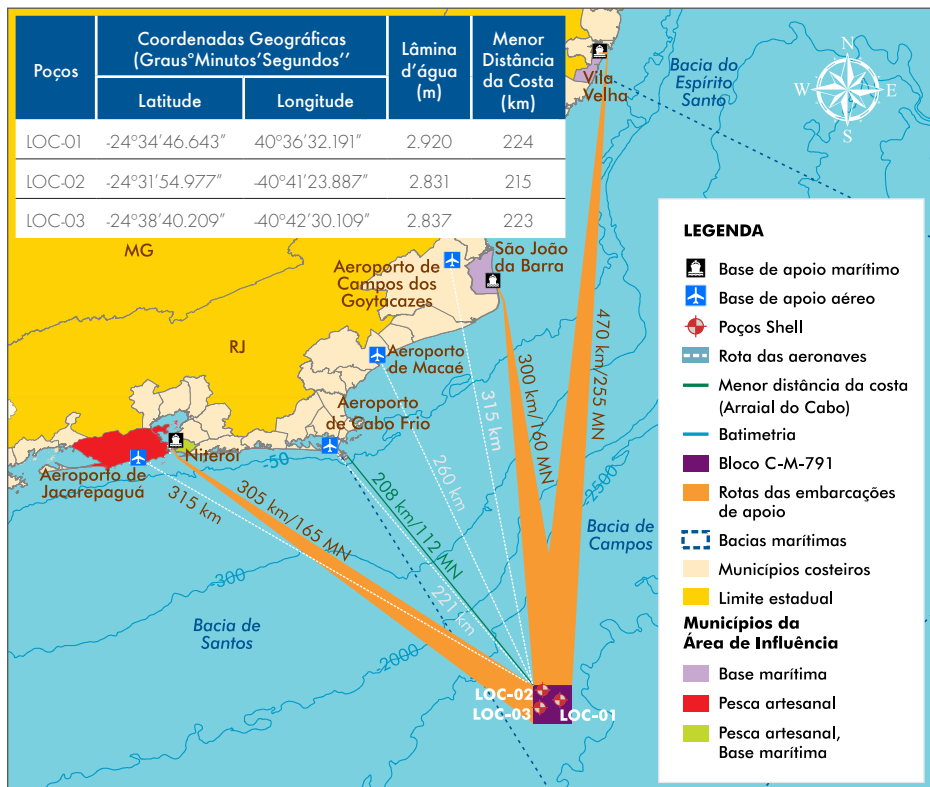 Poços
Coordenadas Geográficas
(Graus°Minutos'Segundos''
Latitude
Longitude
Lâmina
d'água
(m)
Menor
Distância
da Costa
(km)
LOC-01 -24°34'46.643" 40°36'32.191" 2.920 224
LOC-02 -24°31'54.977" -40°41'23.887" 2.831 215
LOC-03 -24°38'40.209" -40°42'30.109" 2.837 223
Vila
Velha
Bacia do
Espírito
Santo
N
W
E
S
MG
São João
da Barra
Aeroporto de
Campos dos
Goytacazes
RJ
Aeroporto
de Macaé
Aeroporto
de Cabo Frio
Niterói
Aeroporto de
Jacarepaguá
315 km
305 km/165 MN
208 km/112 MN
221 km
260 km
315 km
300 km/160 MN
470 km/255 MN
-50
-300
-2000
-2500
Bacia de
Campos
Bacia de
Santos
LOC-02
LOC-03
LOC-01
LEGENDA
Base de apoio marítimo
Base de apoio aéreo
Poços Shell
Rota das aeronaves
Menor distância da costa
(Arraial do Cabo)
Batimetria
Bloco C-M-791
Rotas das embarcações
de apoio
Bacias marítimas
Municípios costeiros
Limite estadual
Municípios da
Área de Influência
Base marítima
Pesca artesanal
Pesca artesanal,
Base marítima